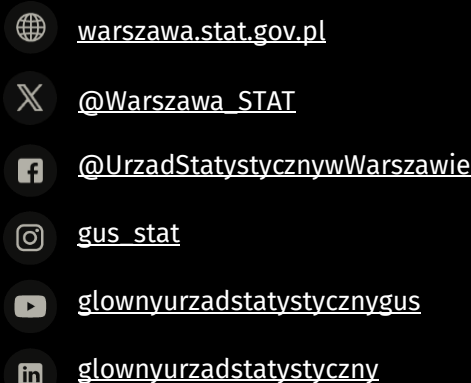 warszawa.stat.gov.pl
@Warszawa_STAT
@UrzadStatystycznywWarszawie
gus_stat
glownyurzadstatystycznygus
glownyurzadstatystyczny